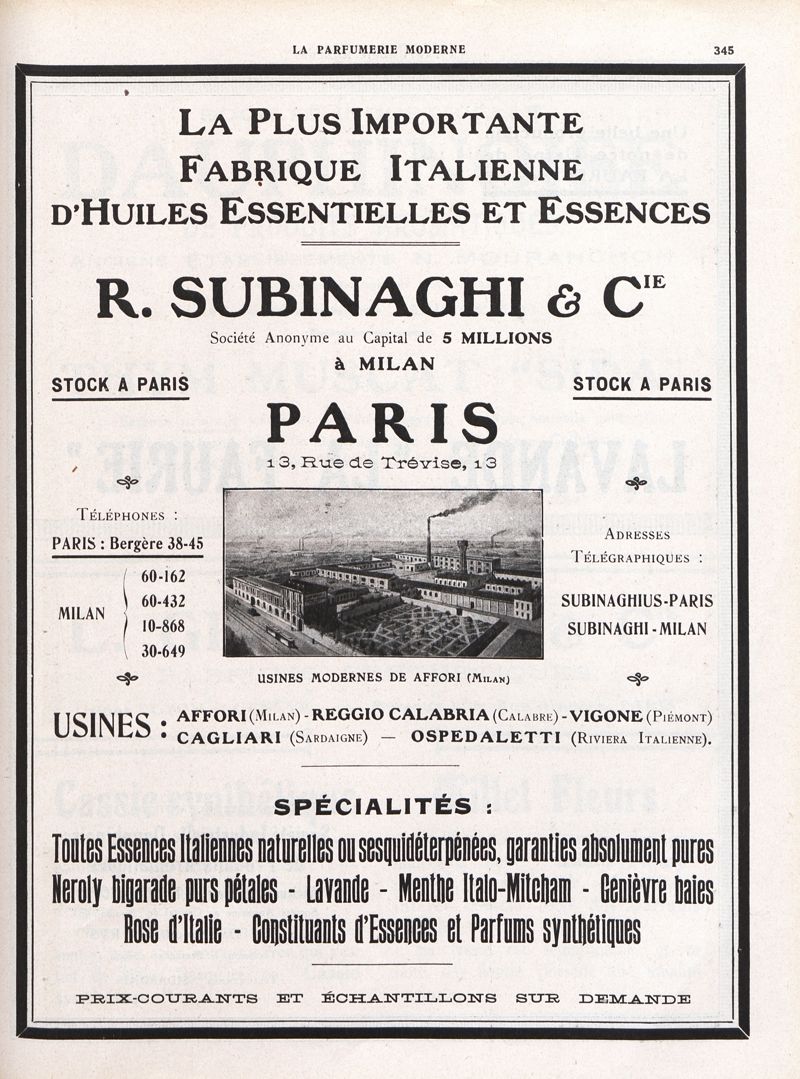 LA PARFUMERIE MODERNE 345
LA PLUS IMPORTANTE
FABRIQUE ITALIENNE
D'HUILES ESSENTIELLES ET ESSENCES
R. SUBINAGHI & CIE
Société Anonyme au Capital de 5 MILLIONS
à MILAN
STOCK A PARIS STOCK A PARIS
PARIS
13, Rue de Trévise, 13
TÉLÉPHONES :
PARIS : Bergère 38-45
MILAN
60-162
60-432
10-868
30-649
ADRESSES
TÉLÉGRAPHIQUES :
SUBINAGHIUS-PARIS
SUBINAGHI-MILAN
USINES MODERNES DE AFFORI (MILAN)
USINES : AFFORI (MILAN) - REGGIO CALABRIA (CALABRE) - VIGONE (PIÉMONT)
CAGLIARI (SARDAIGNE) — OSPEDALETTI (RIVIERA ITALIENNE).
SPÉCIALITÉS :
Toutes Essences Italiennes naturelles ou sesquidéterpénées, garanties absolument pures
Neroly bigarade purs pétales - Lavande - Menthe Italo-Mitcham - Genièvre baies
Rose d'Italie - Constituants d'Essences et Parfums synthétiques
PRIX-COURANTS ET ÉCHANTILLONS SUR DEMANDE